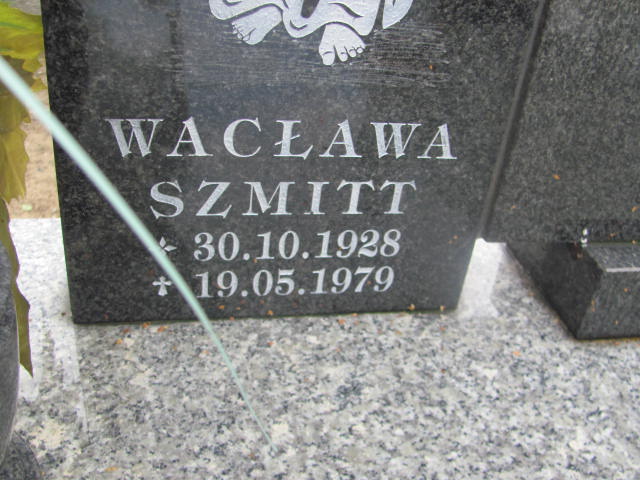 WACŁAWA
SZMITT
30.10.1928
✝ 19.05.1979